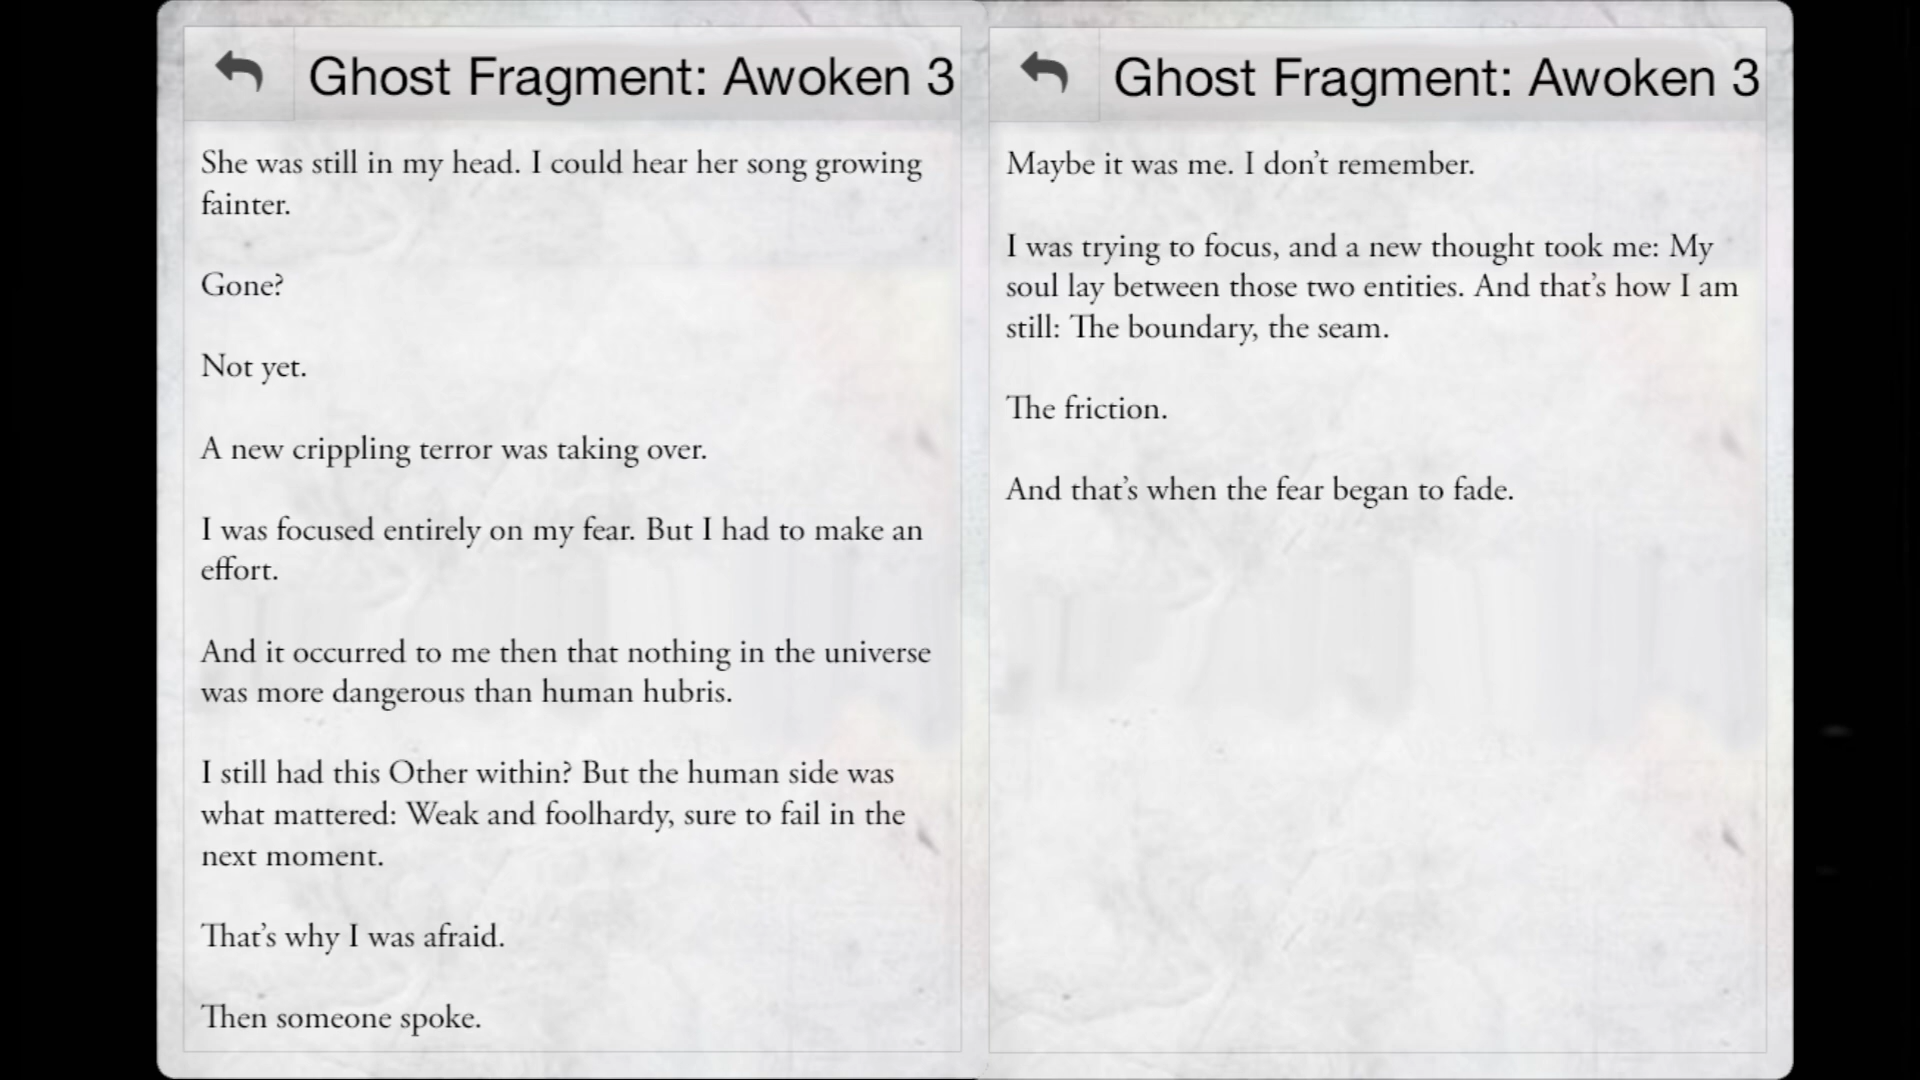 Ghost Fragment: Awoken 3
She was still in my head. I could hear her song growing
fainter.
Gone?
Not yet.
A new crippling terror was taking over.
I was focused entirely on my fear. But I had to make an
effort.
And it occurred to me then that nothing in the universe
was more dangerous than human hubris.
I still had this Other within? But the human side was
what mattered: Weak and foolhardy, sure to fail in the
next moment.
That’s why I was afraid.
Then someone spoke.
Ghost Fragment: Awoken 3
Maybe it was me. I don’t remember.
I was trying to focus, and a new thought took me: My
soul lay between those two entities. And that’s how I am
still: The boundary, the seam.
The friction.
And that’s when the fear began to fade.